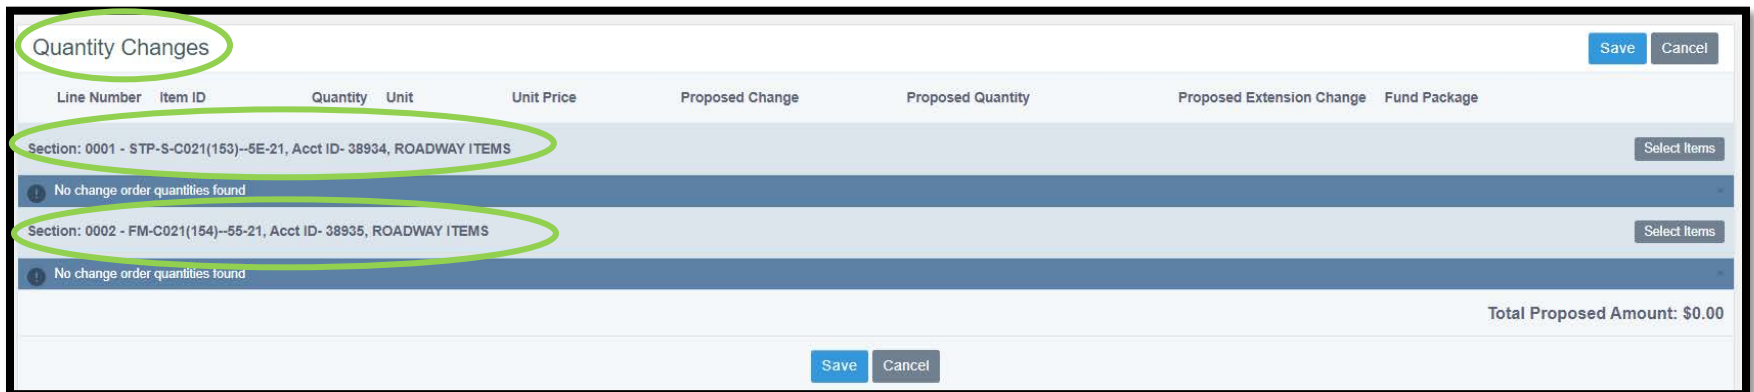 Quantity Changes Save Cancel
Line Number Item ID Quantity Unit Unit Price Proposed Change Proposed Quantity Proposed Extension Change Fund Package
Section: 0001 - STP-S-C021(153)--5E-21, Acct ID- 38934, ROADWAY ITEMS Select Items
No change order quantities found
Section: 0002 - FM-C021(154)--55-21, Acct ID- 38935, ROADWAY ITEMS Select Items
No change order quantities found
Total Proposed Amount: $0.00
Save Cancel